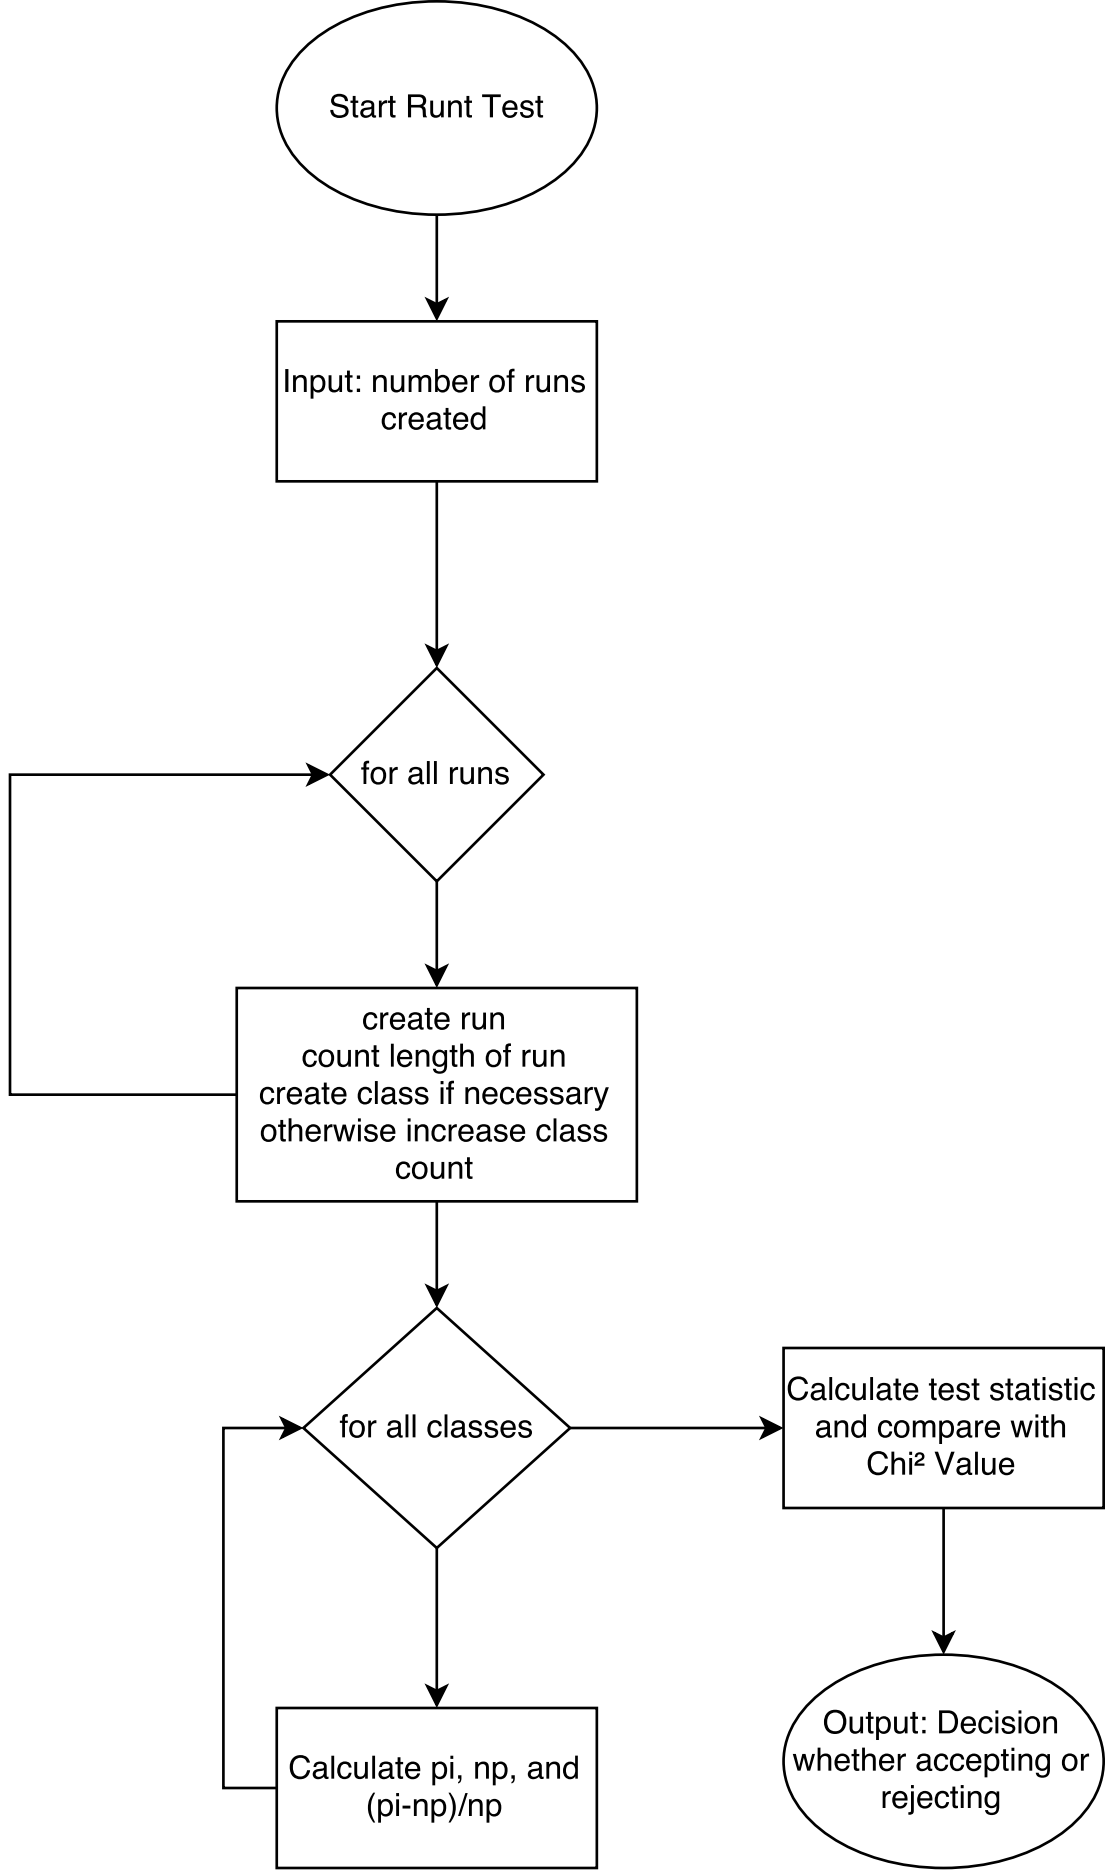 Start Runt Test
Input: number of runs
created
for all runs
create run
count length of run
create class if necessary
otherwise increase class
count
for all classes
Calculate test statistic
and compare with
Chi² Value
Calculate pi, np, and
(pi-np)/np
Output: Decision
whether accepting or
rejecting